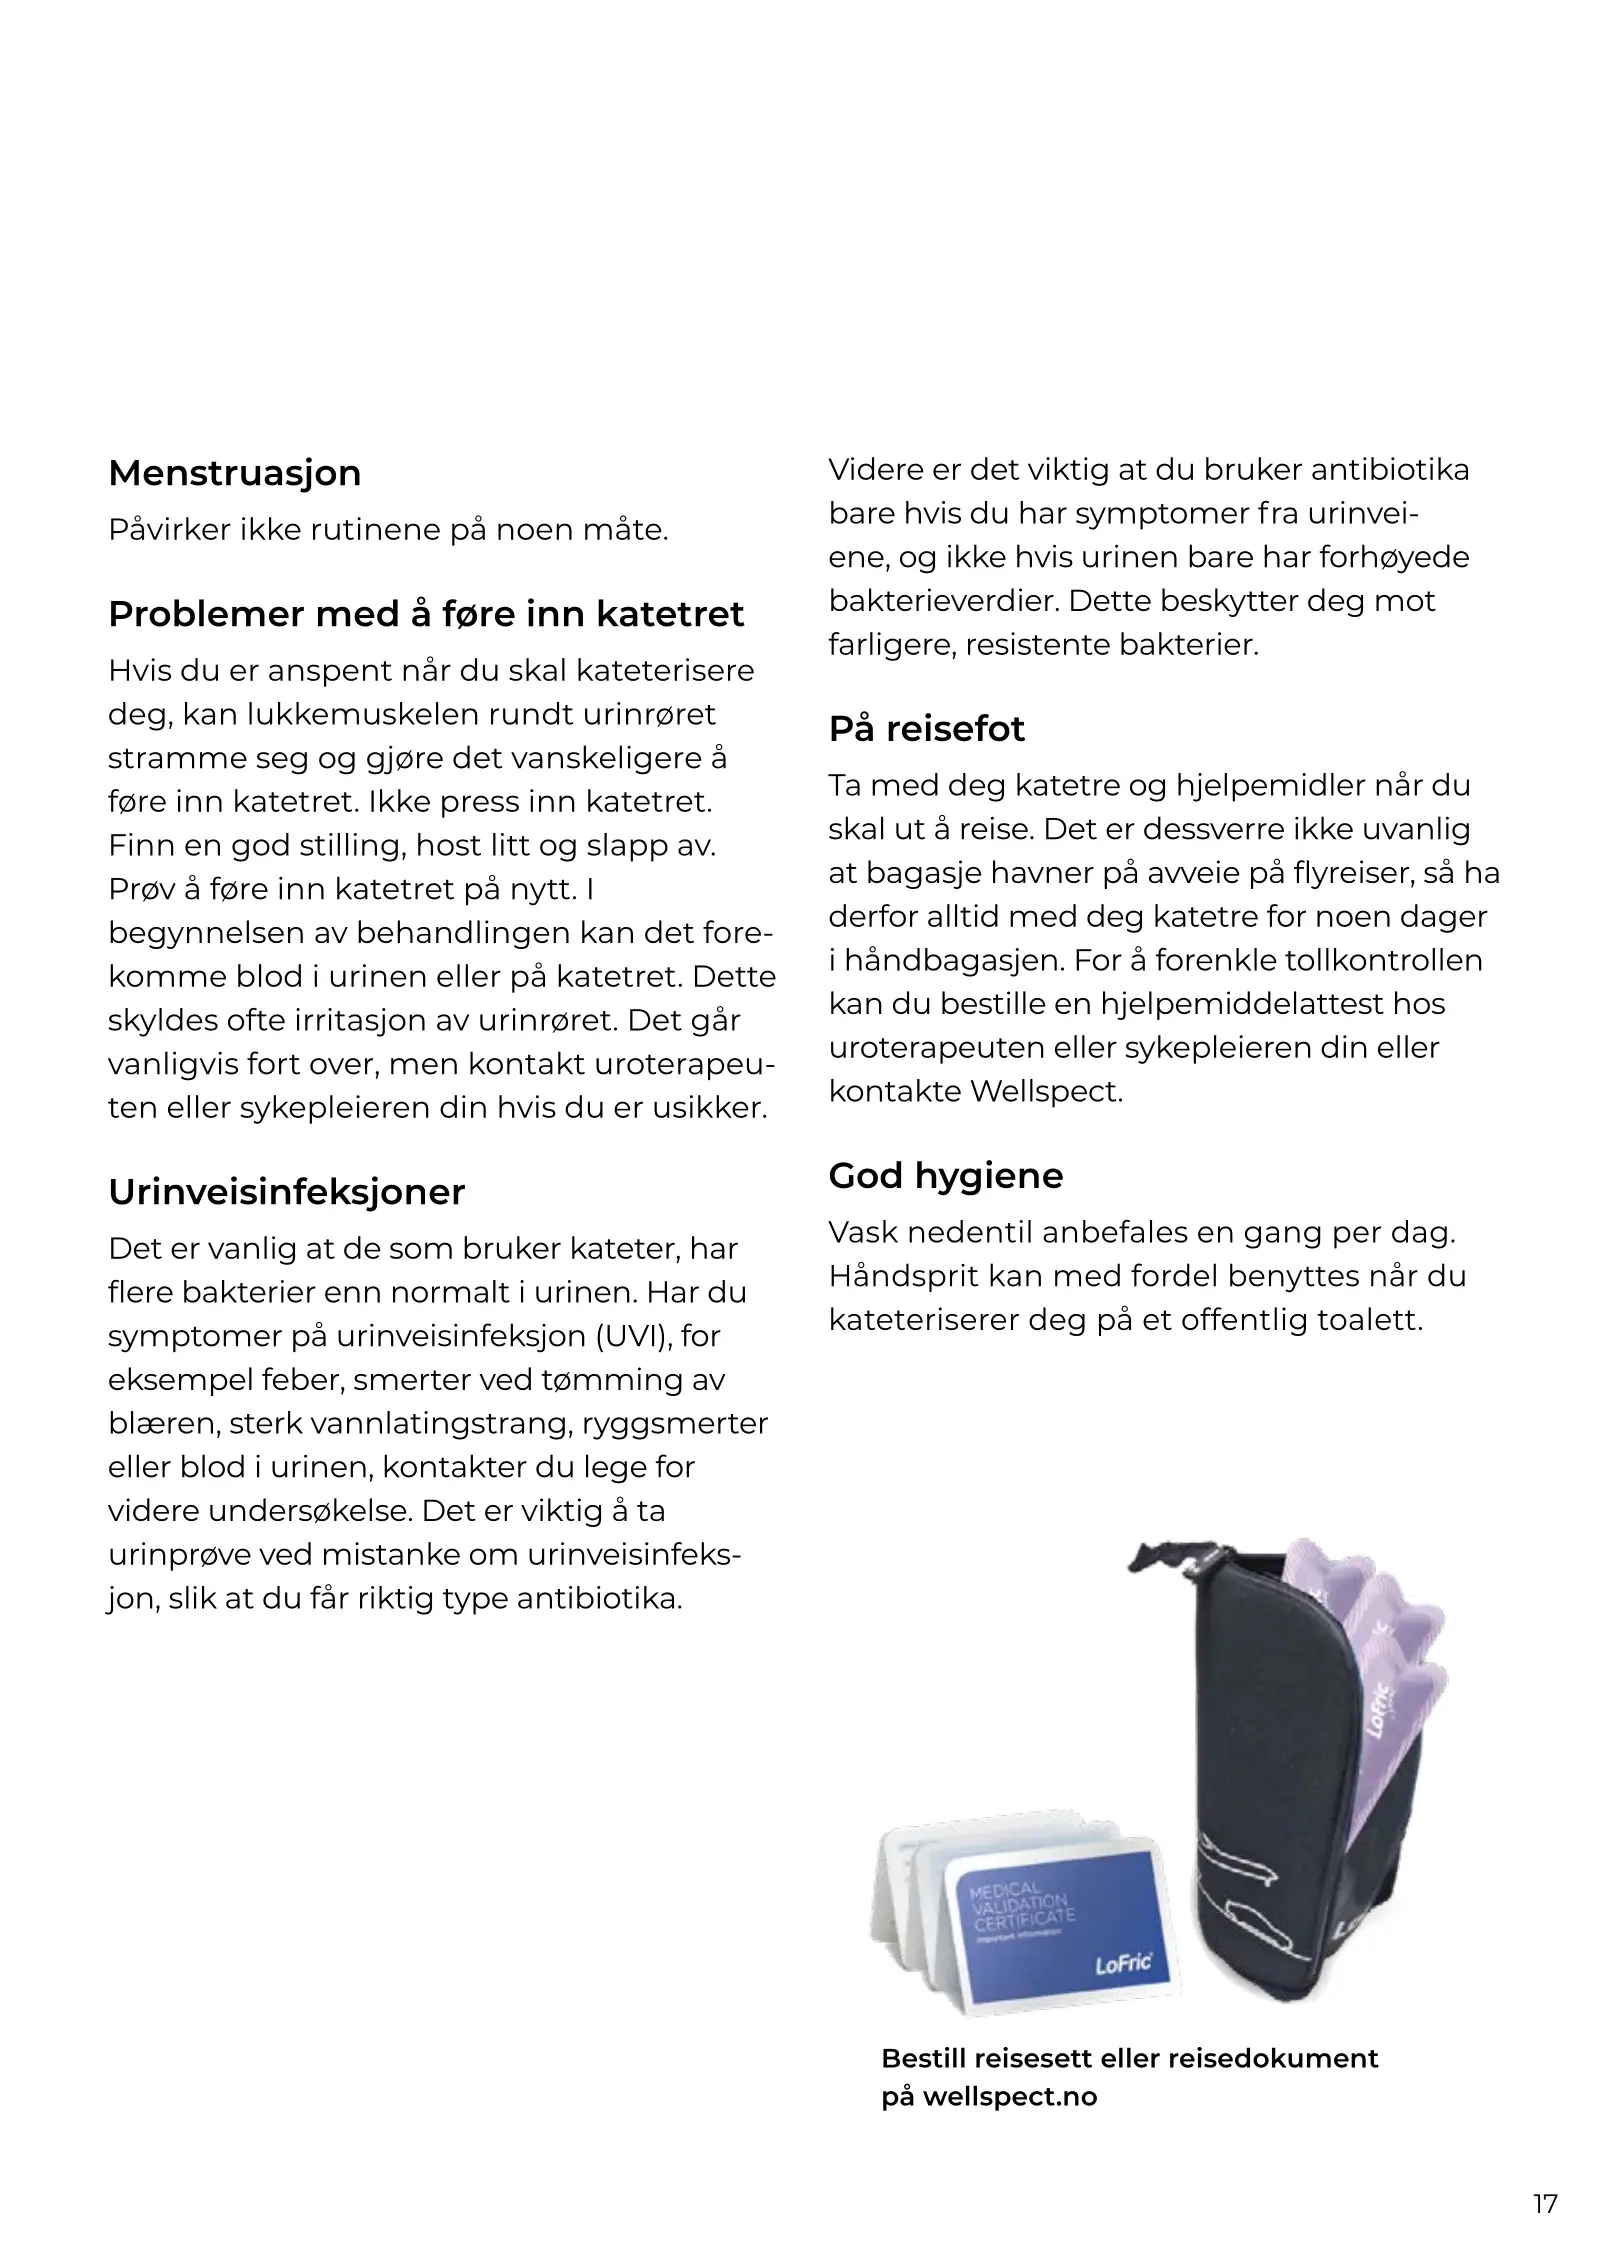 Menstruasjon
Påvirker ikke rutinene på noen måte.
Problemer med å føre inn katetret
Hvis du er anspent når du skal kateterisere
deg, kan lukkemuskelen rundt urinrøret
stramme seg og gjøre det vanskeligere å
føre inn katetret. Ikke press inn katetret.
Finn en god stilling, host litt og slapp av.
Prøv å føre inn katetret på nytt. I
begynnelsen av behandlingen kan det fore-
komme blod i urinen eller på katetret. Dette
skyldes ofte irritasjon av urinrøret. Det går
vanligvis fort over, men kontakt uroterapeu-
ten eller sykepleieren din hvis du er usikker.
Urinveisinfeksjoner
Det er vanlig at de som bruker kateter, har
flere bakterier enn normalt i urinen. Har du
symptomer på urinveisinfeksjon (UVI), for
eksempel feber, smerter ved tømming av
blæren, sterk vannlatingstrang, ryggsmerter
eller blod i urinen, kontakter du lege for
videre undersøkelse. Det er viktig å ta
urinprøve ved mistanke om urinveisinfeks-
jon, slik at du får riktig type antibiotika.
Videre er det viktig at du bruker antibiotika
bare hvis du har symptomer fra urinvei-
ene, og ikke hvis urinen bare har forhøyede
bakterieverdier. Dette beskytter deg mot
farligere, resistente bakterier.
På reisefot
Ta med deg katetre og hjelpemidler når du
skal ut å reise. Det er dessverre ikke uvanlig
at bagasje havner på avveie på flyreiser, så ha
derfor alltid med deg katetre for noen dager
i håndbagasjen. For å forenkle tollkontrollen
kan du bestille en hjelpemiddelattest hos
uroterapeuten eller sykepleieren din eller
kontakte Wellspect.
God hygiene
Vask nedentil anbefales en gang per dag.
Håndsprit kan med fordel benyttes når du
kateteriserer deg på et offentlig toalett.
LoFric
MEDICAL
VALIDATION
CERTIFICATE
Important information
LoFric
Bestill reisesett eller reisedokument
på wellspect.no
17